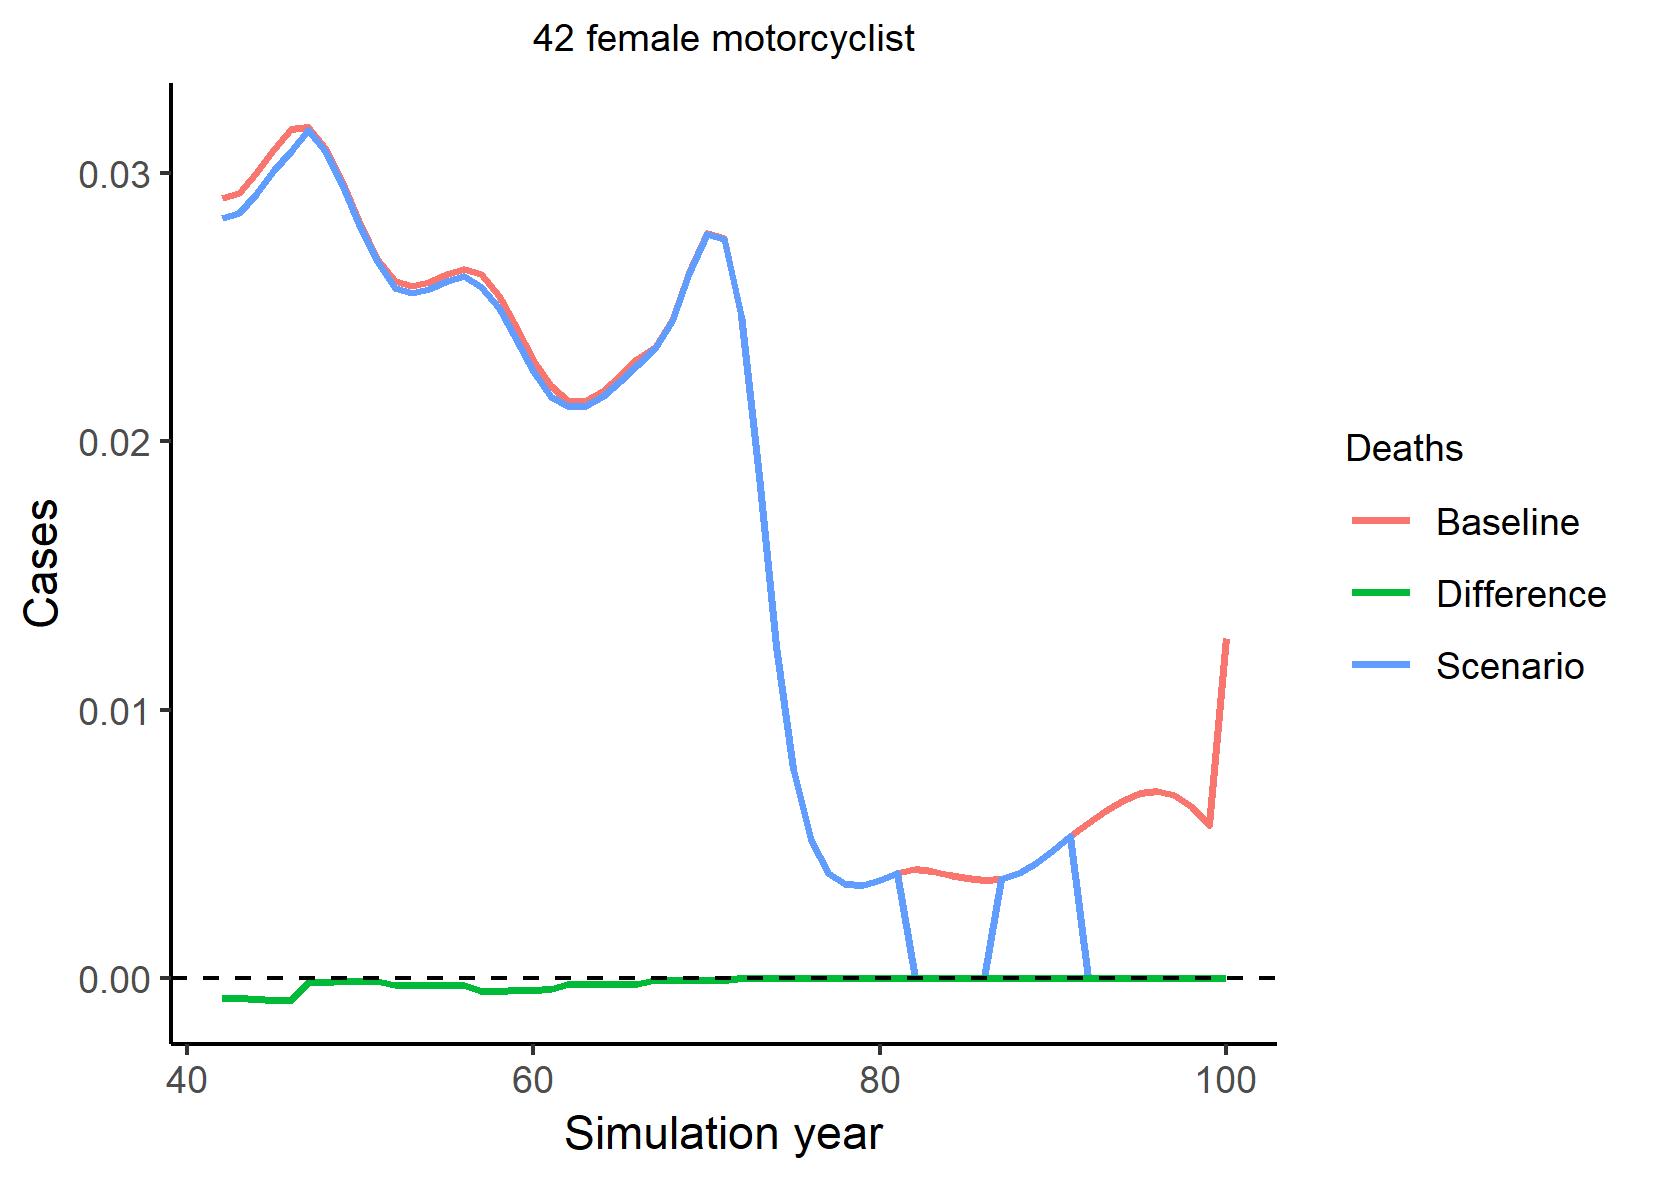 42 female motorcyclist
0.03
0.02
0.01
0.00
Cases
40 60 80 100
Simulation year
Deaths
Baseline
Difference
Scenario